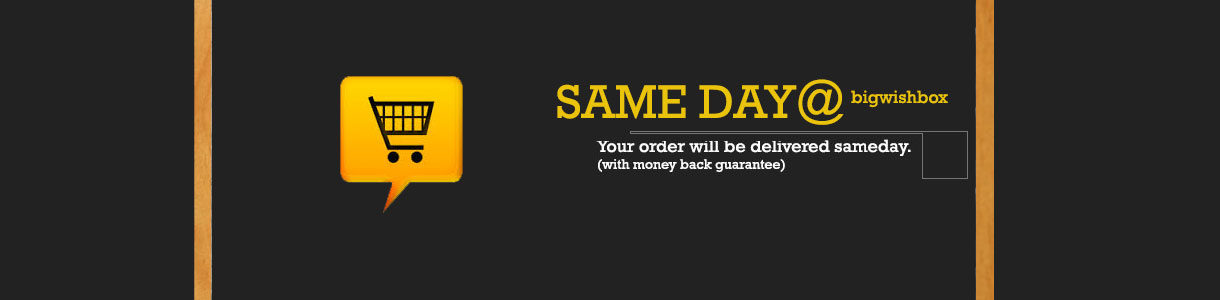 SAME DAY@ bigwishbox
Your order will be delivered sameday.
(with money back guarantee)